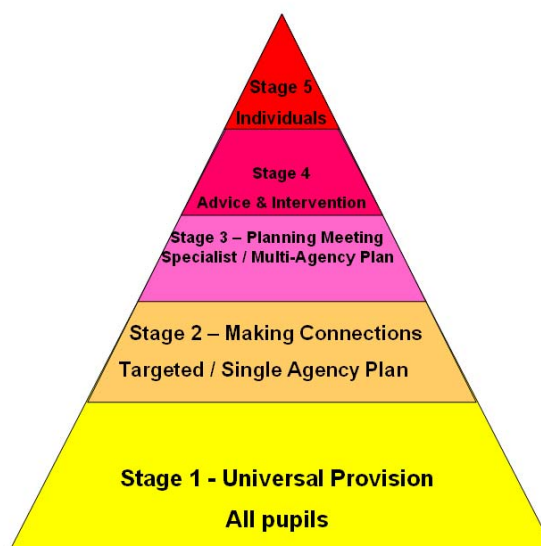 Stage 5
Individuals
Stage 4
Advice & Intervention
Stage 3 – Planning Meeting
Specialist / Multi-Agency Plan
Stage 2 – Making Connections
Targeted / Single Agency Plan
Stage 1 - Universal Provision
All pupils